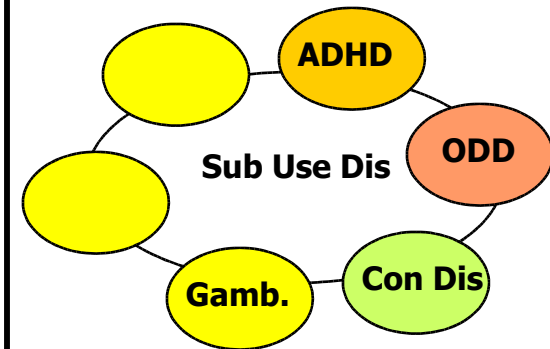 ADHD
ODD
Sub Use Dis
Con Dis
Gamb.